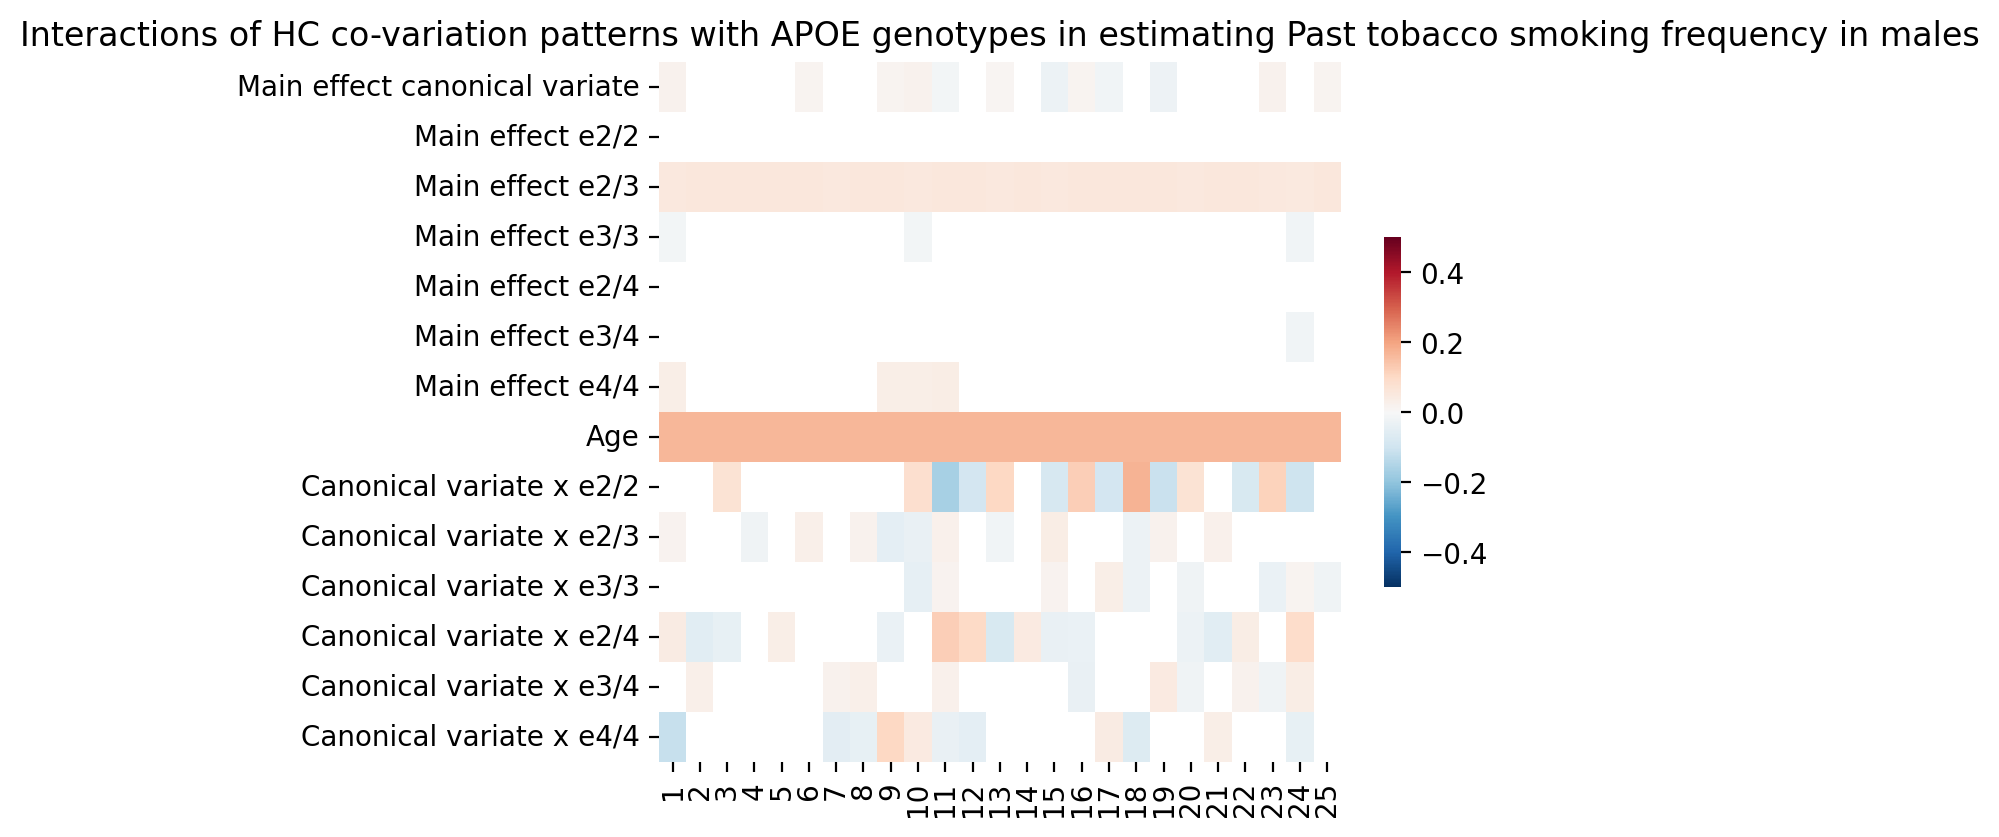 Interactions of HC co-variation patterns with APOE genotypes in estimating Past tobacco smoking frequency in males
Main effect canonical variate
Main effect e2/2
Main effect e2/3
Main effect e3/3
Main effect e2/4
Main effect e3/4
Main effect e4/4
Age
Canonical variate x e2/2
Canonical variate x e2/3
Canonical variate x e3/3
Canonical variate x e2/4
Canonical variate x e3/4
Canonical variate x e4/4
1 2 3 4 5 6 7 8 9 10 11 12 13 14 15 16 17 18 19 20 21 22 23 24 25
0.4
0.2
0.0
−0.2
−0.4